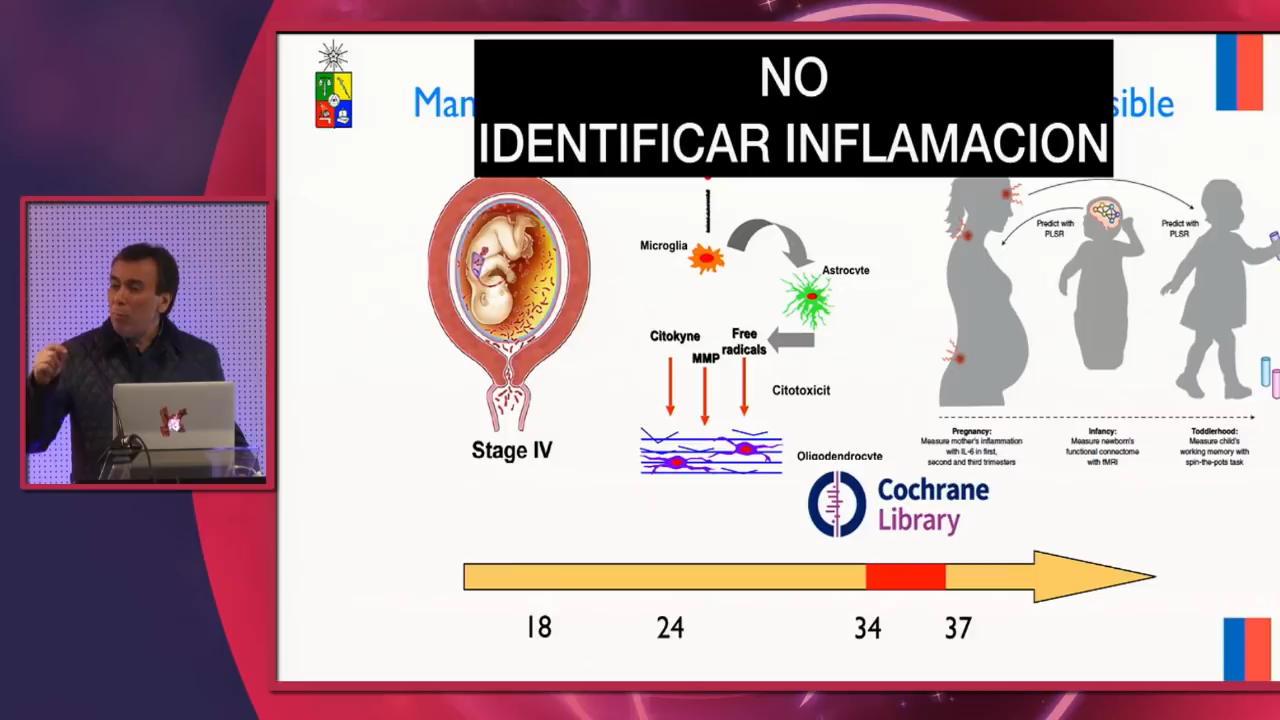 NO
IDENTIFICAR INFLAMACION
Microglia
Astrocyte
Citokyne
MMP
Free
radicals
Citotoxicit
Oligodendrocyte
Stage IV
Predict with
PLSR
Predict with
PLSR
Pregnancy:
Measure mother's inflammation
with IL-6 in first,
second and third trimesters
Infancy:
Measure newborn's
functional connectome
with fMRI
Toddlerhood:
Measure child's
working memory with
spin-the-pots task
Cochrane
Library
18
24
34
37